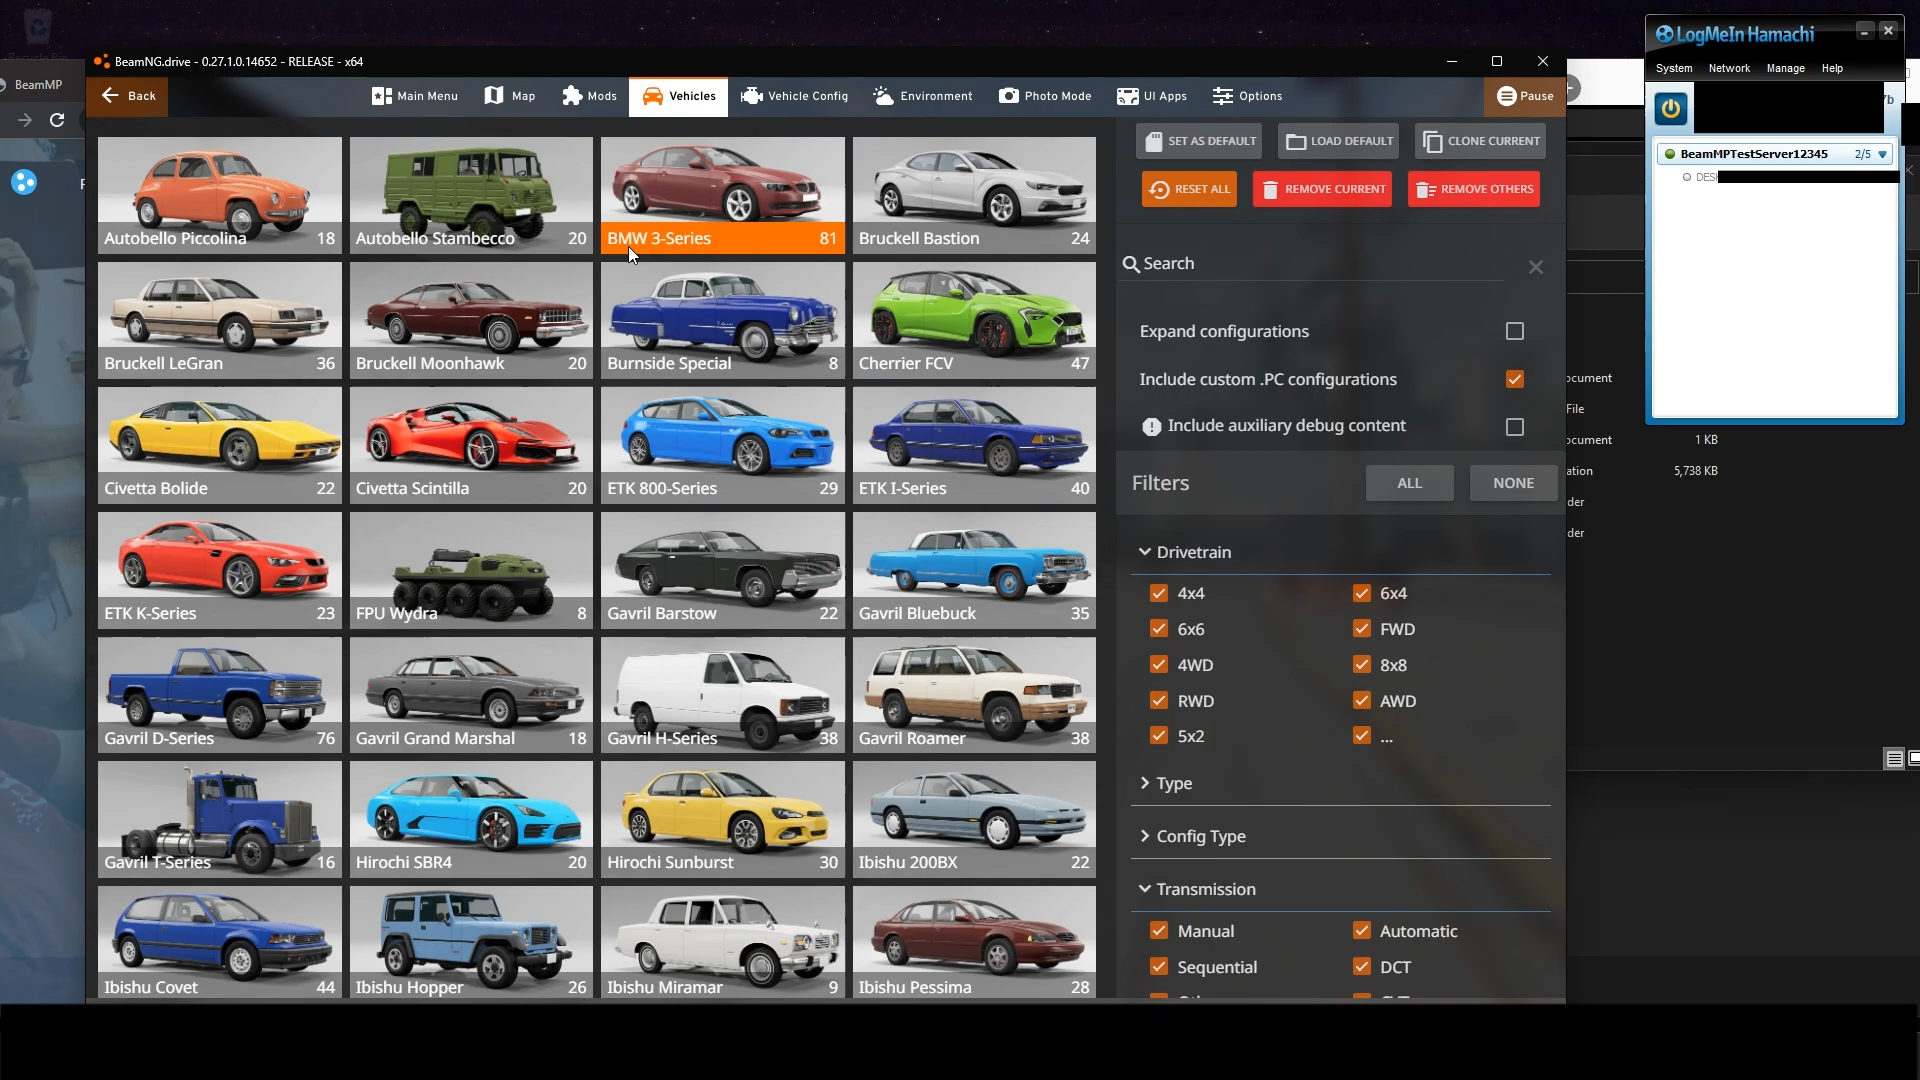 Recycle Bin
LogMeIn Hamachi
BeamNG.drive - 0.27.1.0.14652 - RELEASE - x64
System Network Manage Help
BeamMP
Back
Main Menu
Map
Mods
Vehicles
Vehicle Config
Environment
Photo Mode
UI Apps
Options
Pause
SET AS DEFAULT
LOAD DEFAULT
CLONE CURRENT
BeamMPTestServer12345 2/5
RESET ALL
REMOVE CURRENT
REMOVE OTHERS
Autobello Piccolina 18
Autobello Stambecco 20
BMW 3-Series 81
Bruckell Bastion 24
Search
Expand configurations
Bruckell LeGran 36
Bruckell Moonhawk 20
Burnside Special 8
Cherrier FCV 47
Include custom .PC configurations
ocument
File
Include auxiliary debug content
ocument 1 KB
ation 5,738 KB
Civetta Bolide 22
Civetta Scintilla 20
ETK 800-Series 29
ETK I-Series 40
Filters
ALL
NONE
der
der
Drivetrain
4x4
6x4
ETK K-Series 23
FPU Wydra 8
Gavril Barstow 22
Gavril Bluebuck 35
6x6
FWD
4WD
8x8
RWD
AWD
5x2
...
Gavril D-Series 76
Gavril Grand Marshal 18
Gavril H-Series 38
Gavril Roamer 38
Type
Config Type
Gavril T-Series 16
Hirochi SBR4 20
Hirochi Sunburst 30
Ibishu 200BX 22
Transmission
Manual
Automatic
Sequential
DCT
Ibishu Covet 44
Ibishu Hopper 26
Ibishu Miramar 9
Ibishu Pessima 28